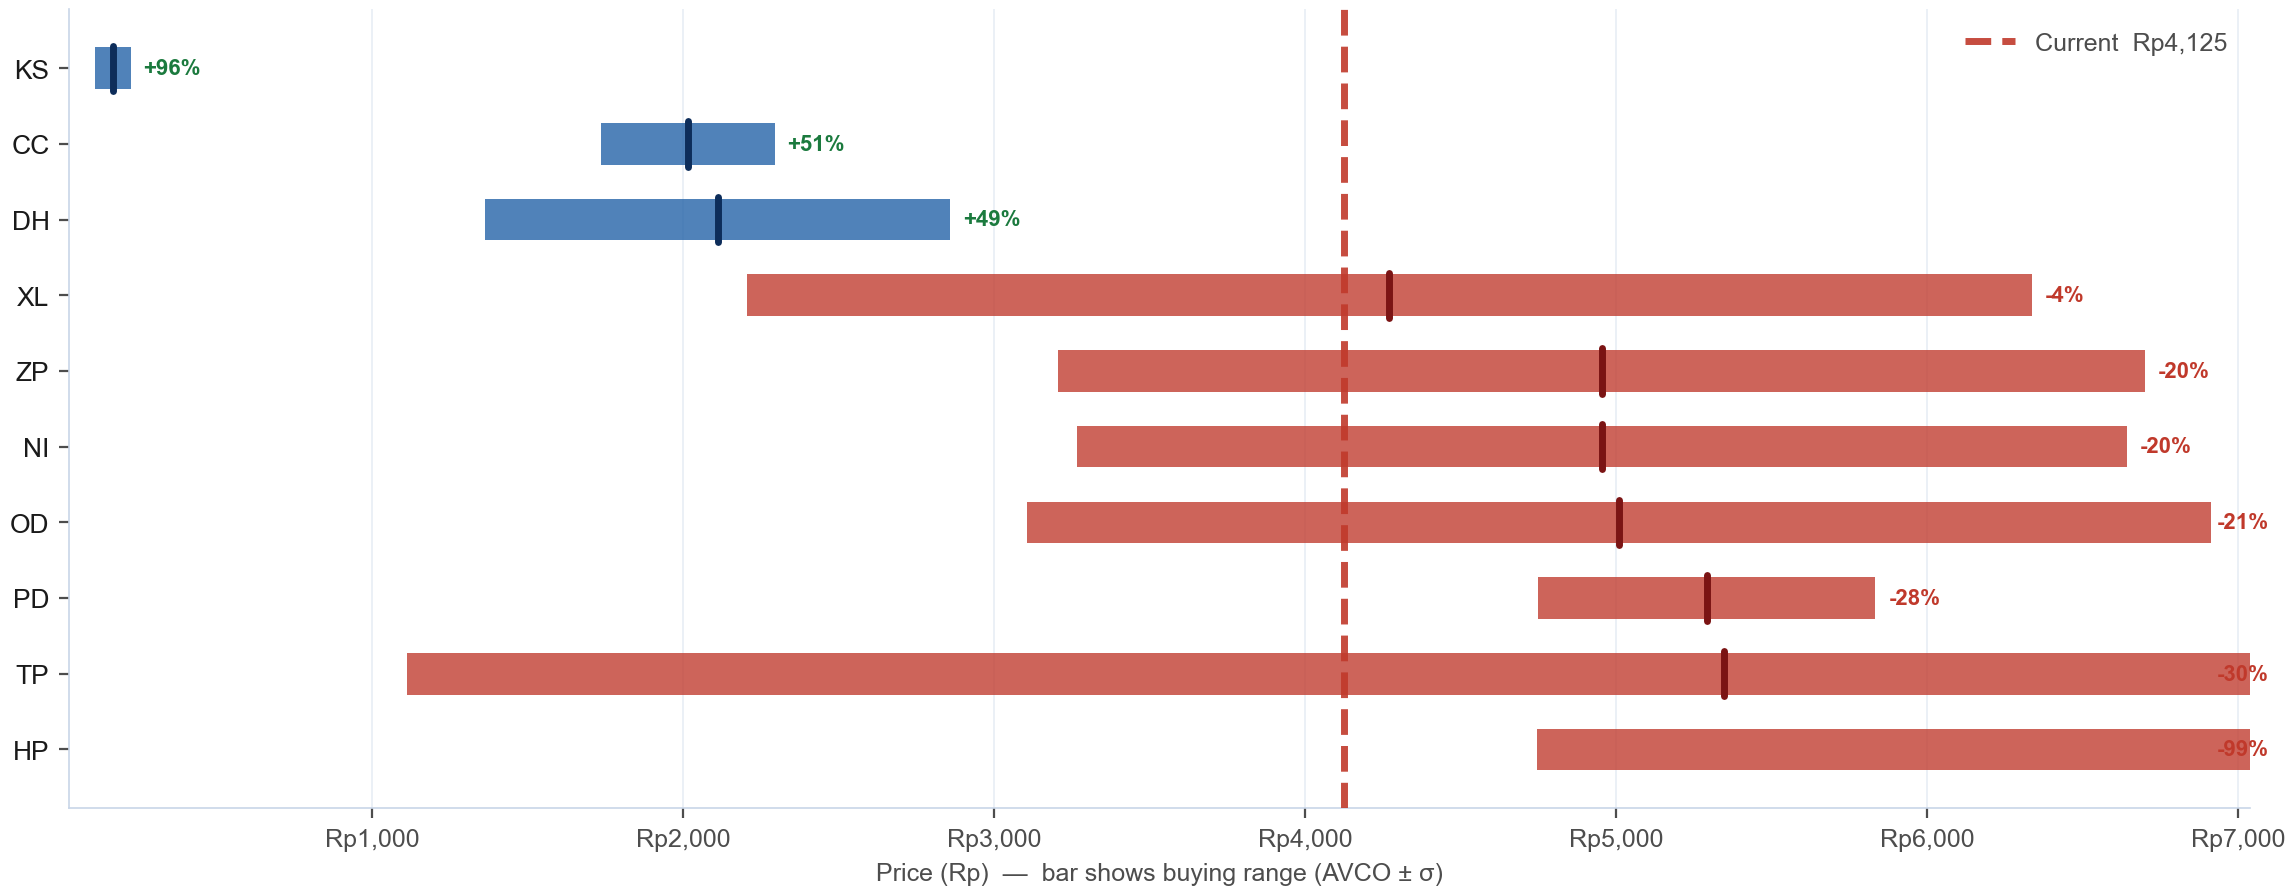 Current Rp4,125
KS +96%
CC +51%
DH +49%
XL -4%
ZP -20%
NI -20%
OD -21%
PD -28%
TP -30%
HP -99%
Rp1,000 Rp2,000 Rp3,000 Rp4,000 Rp5,000 Rp6,000 Rp7,000
Price (Rp) — bar shows buying range (AVCO ± σ)